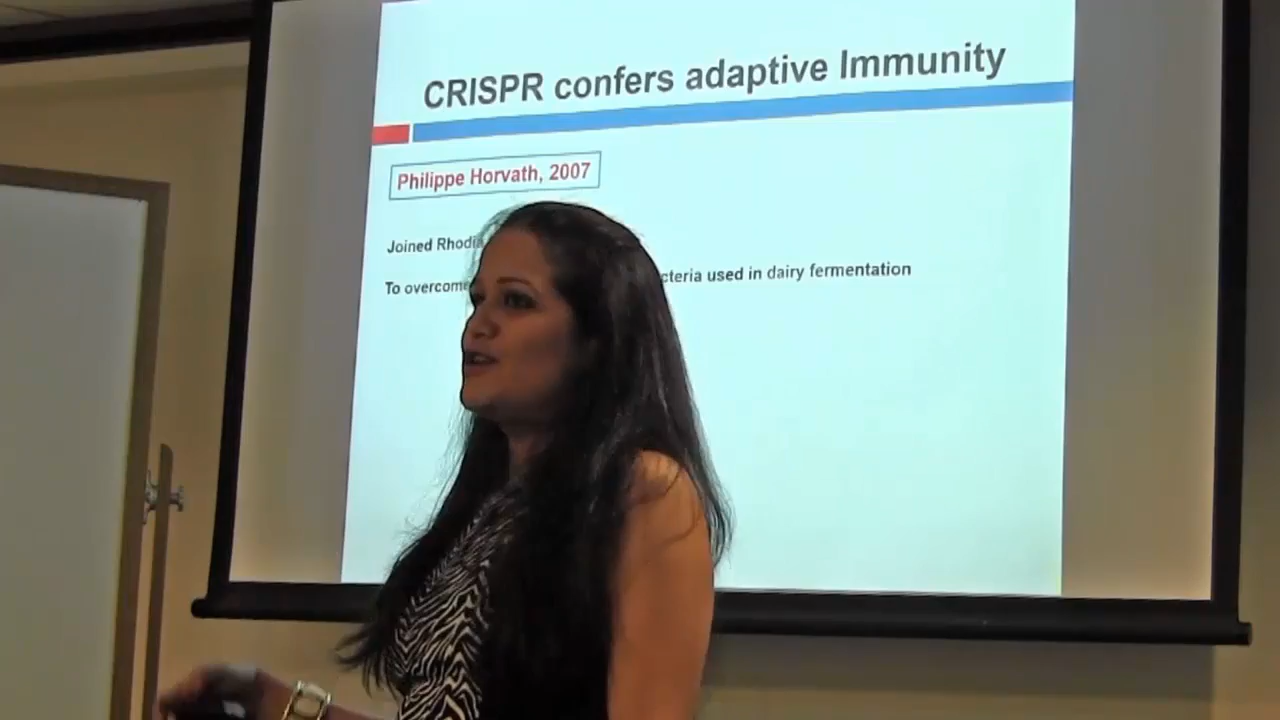 CRISPR confers adaptive Immunity
Philippe Horvath, 2007
Joined Rhodia
To overcome cteria used in dairy fermentation